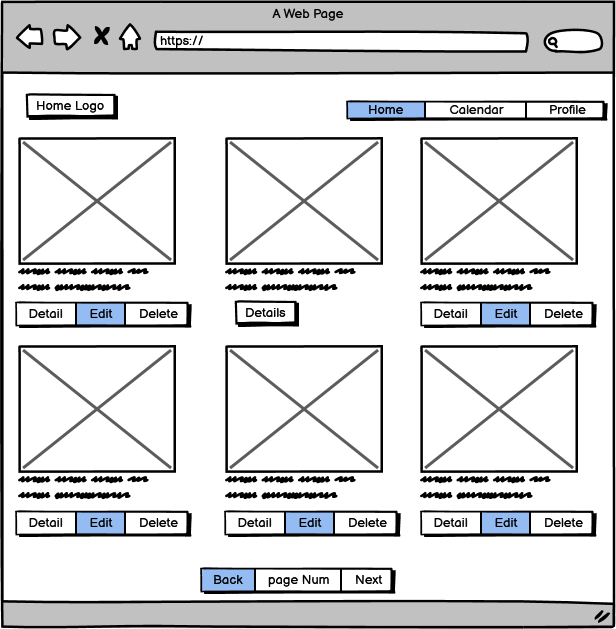 A Web Page
https://
Home Logo
Home Calendar Profile
Detail Edit Delete
Details
Detail Edit Delete
Detail Edit Delete
Detail Edit Delete
Detail Edit Delete
Back page Num Next